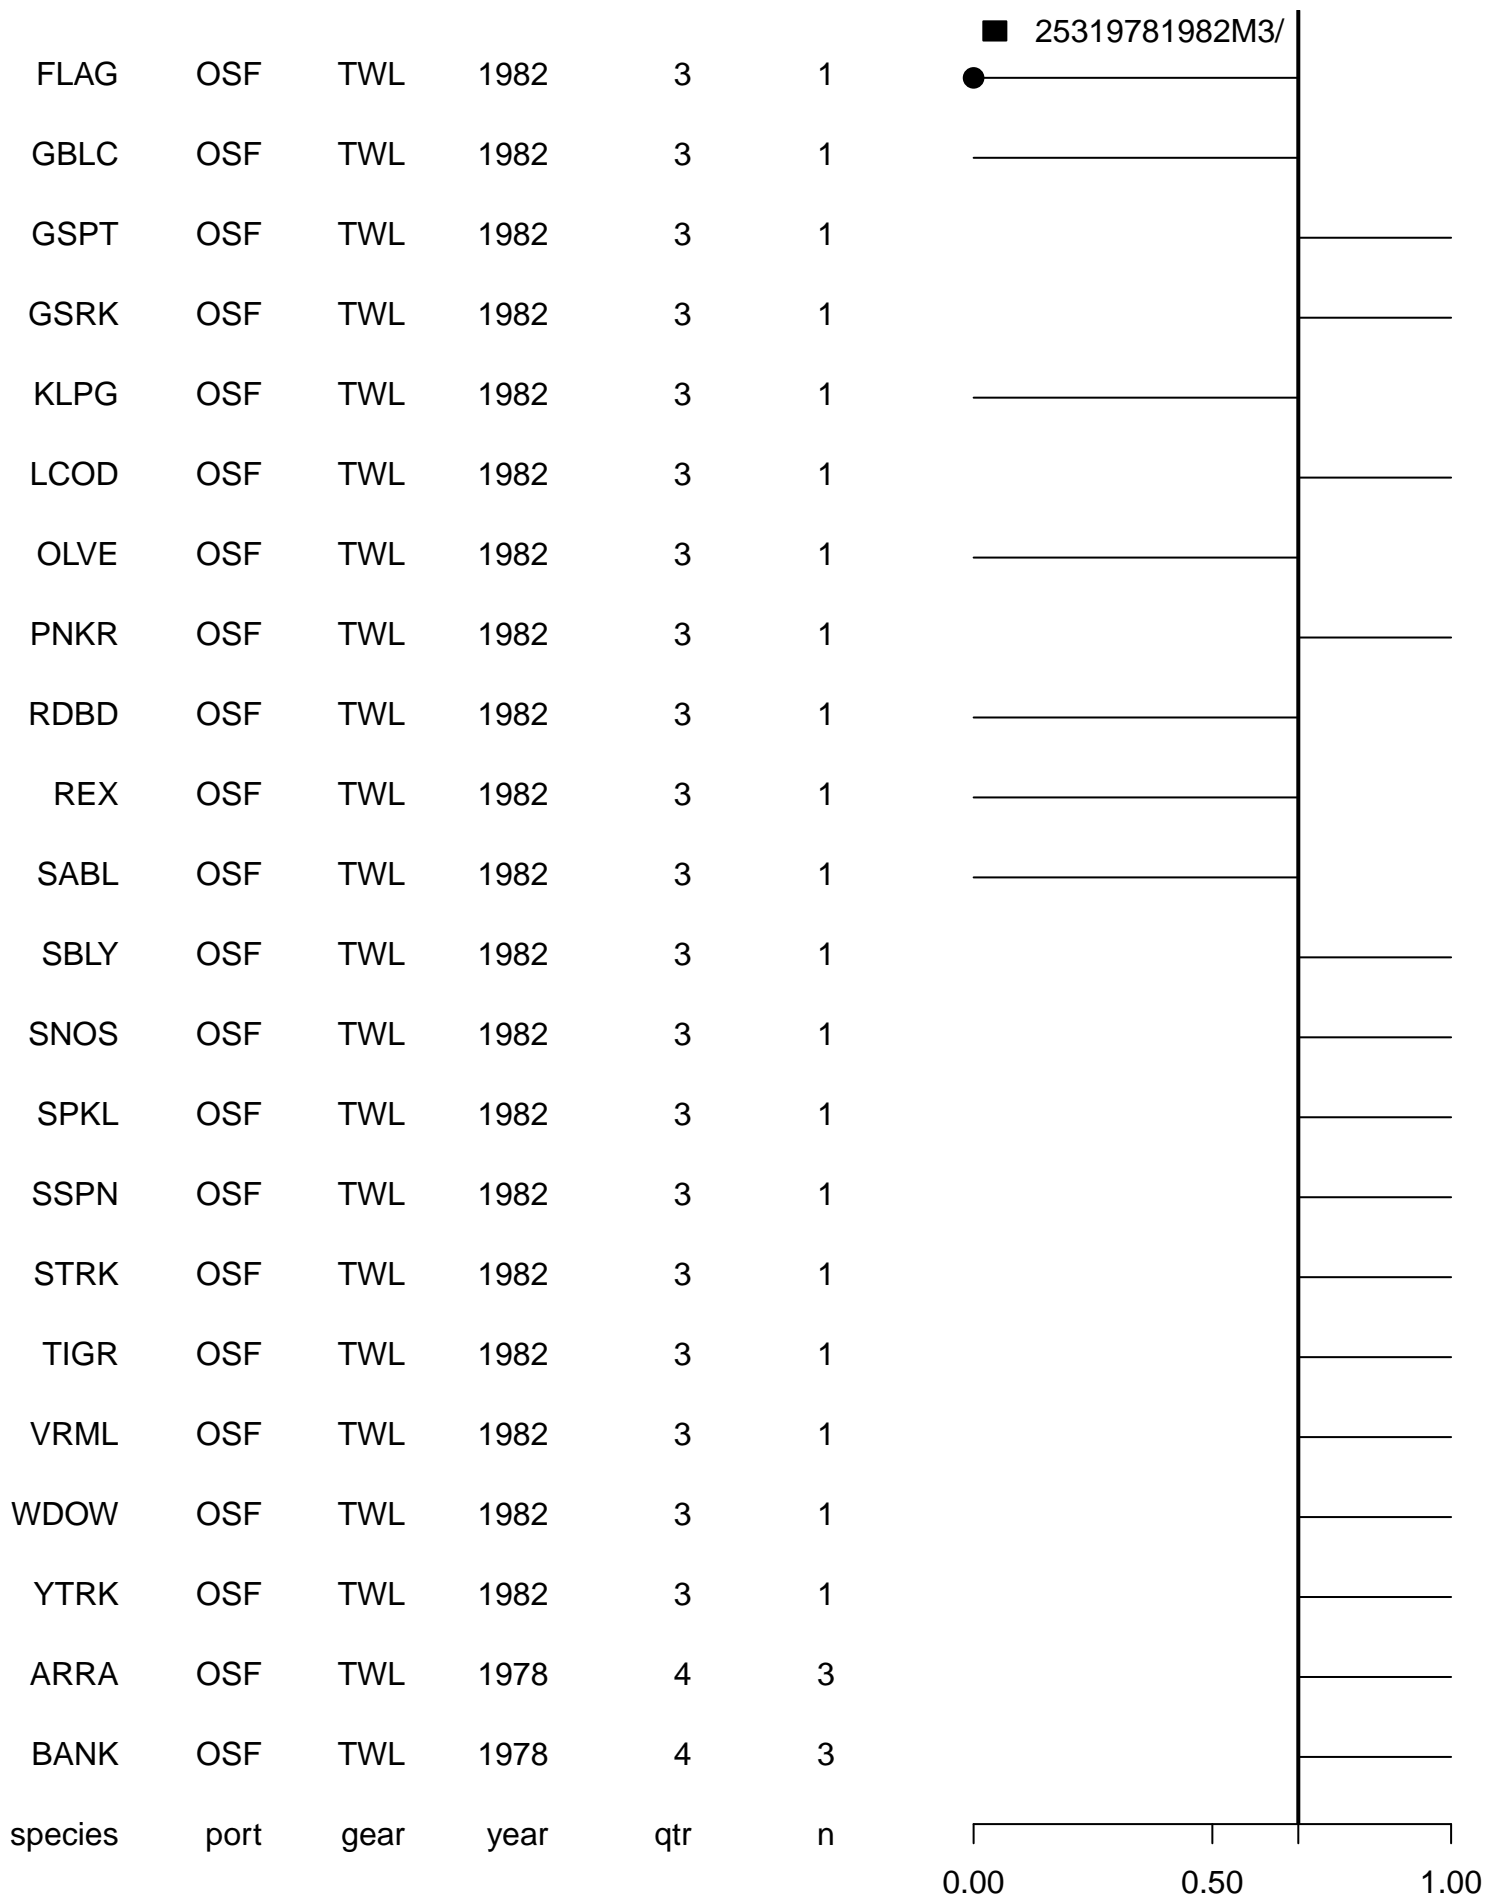 25319781982M3/
FLAG OSF TWL 1982 3 1
GBLC OSF TWL 1982 3 1
GSPT OSF TWL 1982 3 1
GSRK OSF TWL 1982 3 1
KLPG OSF TWL 1982 3 1
LCOD OSF TWL 1982 3 1
OLVE OSF TWL 1982 3 1
PNKR OSF TWL 1982 3 1
RDBD OSF TWL 1982 3 1
REX OSF TWL 1982 3 1
SABL OSF TWL 1982 3 1
SBLY OSF TWL 1982 3 1
SNOS OSF TWL 1982 3 1
SPKL OSF TWL 1982 3 1
SSPN OSF TWL 1982 3 1
STRK OSF TWL 1982 3 1
TIGR OSF TWL 1982 3 1
VRML OSF TWL 1982 3 1
WDOW OSF TWL 1982 3 1
YTRK OSF TWL 1982 3 1
ARRA OSF TWL 1978 4 3
BANK OSF TWL 1978 4 3
species port gear year qtr n
0.00 0.50 1.00